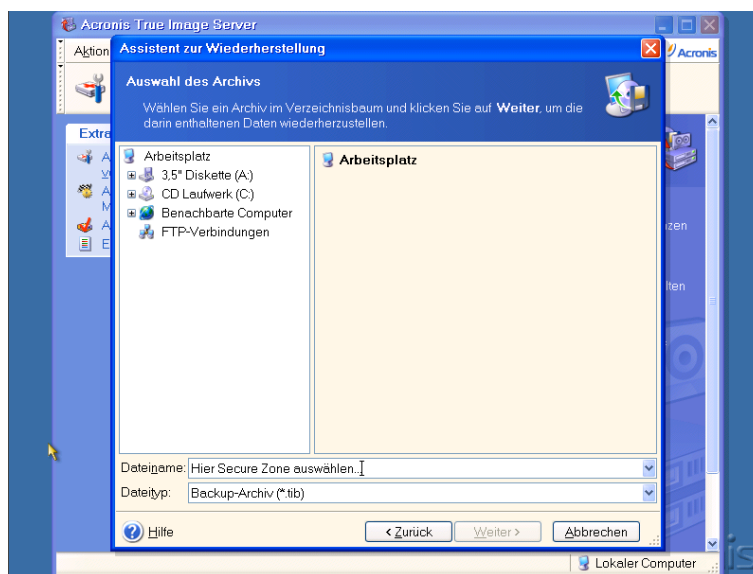 Acronis True Image Server
Aktion
Acronis
Assistent zur Wiederherstellung
Auswahl des Archivs
Wählen Sie ein Archiv im Verzeichnisbaum und klicken Sie auf Weiter, um die
darin enthaltenen Daten wiederherzustellen.
Extra
Arbeitsplatz
3,5" Diskette (A:)
CD Laufwerk (C:)
Benachbarte Computer
FTP-Verbindungen
Arbeitsplatz
Dateiname: Hier Secure Zone auswählen...
Dateityp: Backup-Archiv (*.tib)
Hilfe
< Zurück
Weiter >
Abbrechen
Lokaler Computer